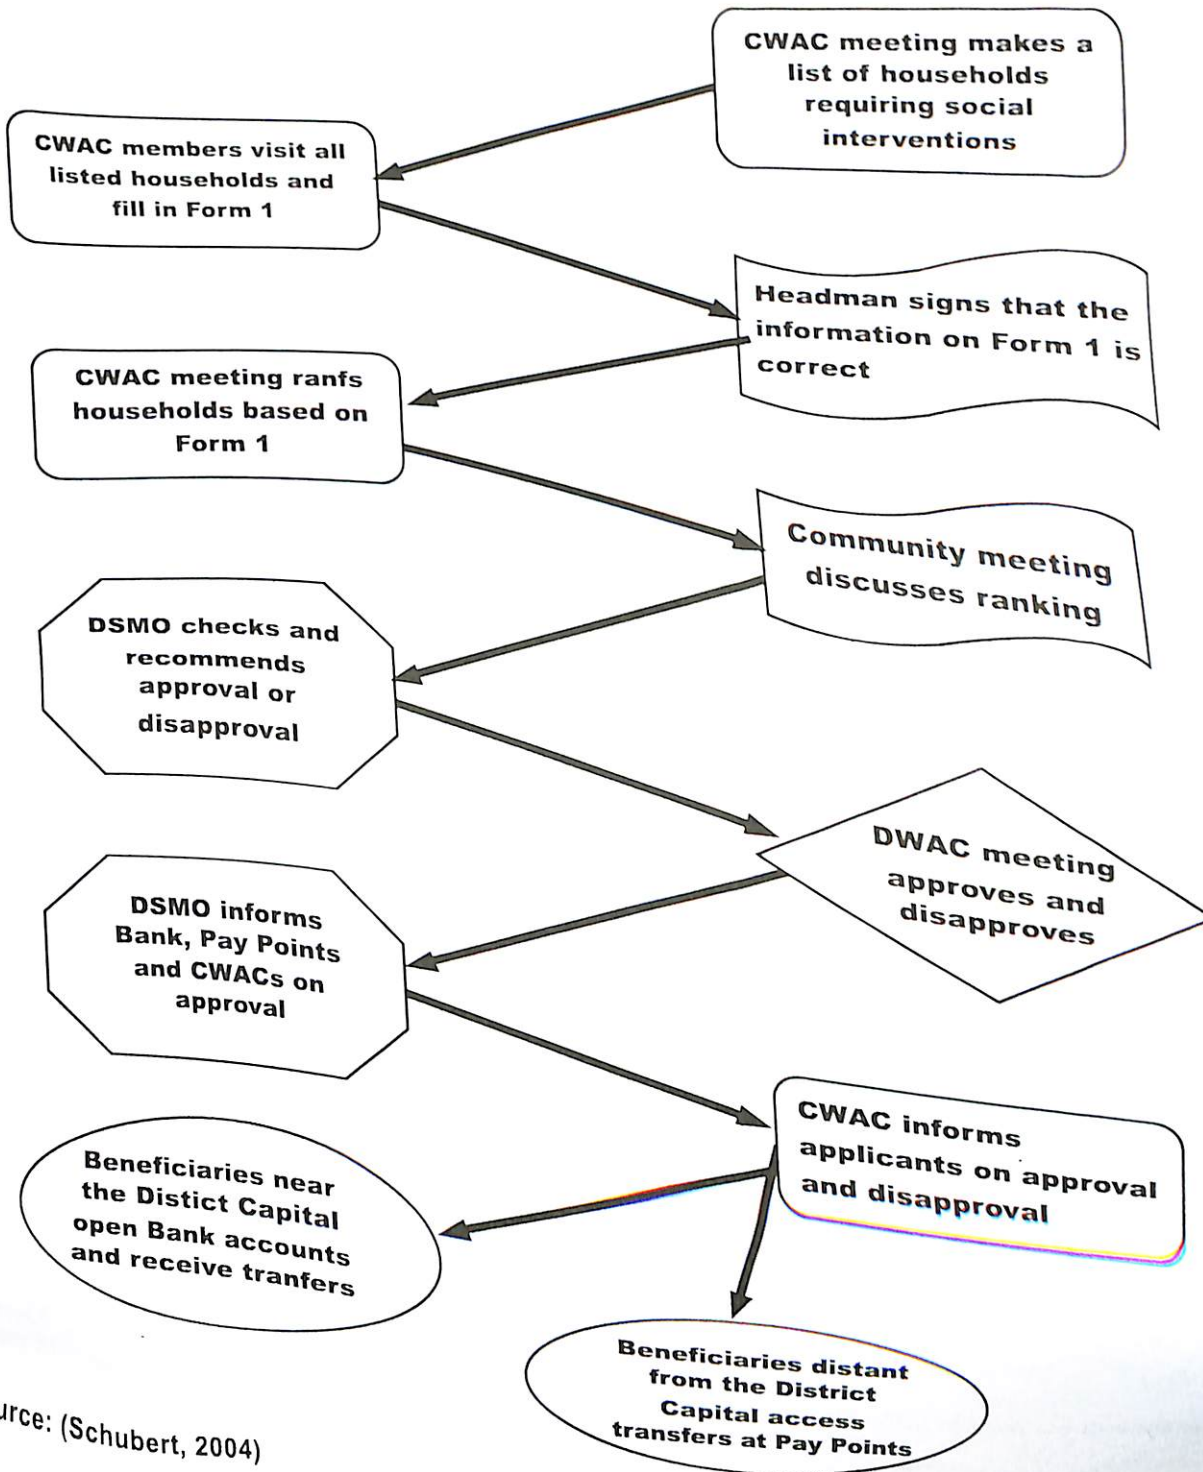 CWAC meeting makes a
list of households
requiring social
interventions
CWAC members visit all
listed households and
fill in Form 1
Headman signs that the
information on Form 1 is
correct
CWAC meeting ranfs
households based on
Form 1
Community meeting
discusses ranking
DSMO checks and
recommends
approval or
disapproval
DWAC meeting
approves and
disapproves
DSMO informs
Bank, Pay Points
and CWACs on
approval
CWAC informs
applicants on approval
and disapproval
Beneficiaries near
the Distict Capital
open Bank accounts
and receive tranfers
Beneficiaries distant
from the District
Capital access
transfers at Pay Points
urce: (Schubert, 2004)